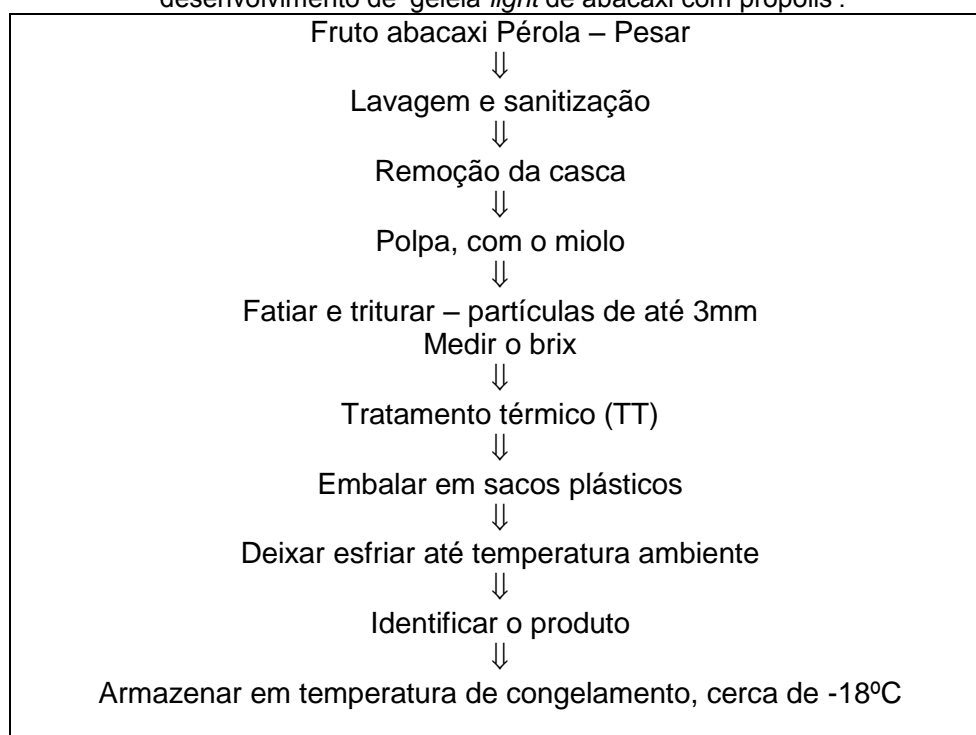 desenvolvimento de "geleia light de abacaxi com própolis".
Fruto abacaxi Pérola – Pesar
⇓
Lavagem e sanitização
⇓
Remoção da casca
⇓
Polpa, com o miolo
⇓
Fatiar e triturar – partículas de até 3mm
Medir o brix
⇓
Tratamento térmico (TT)
⇓
Embalar em sacos plásticos
⇓
Deixar esfriar até temperatura ambiente
⇓
Identificar o produto
⇓
Armazenar em temperatura de congelamento, cerca de -18ºC